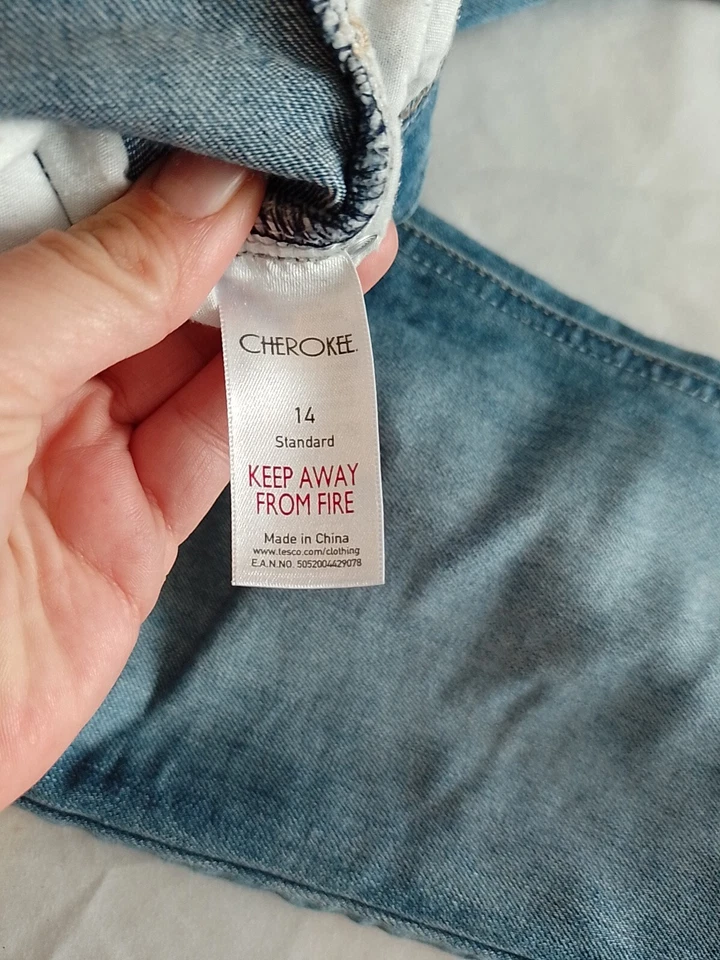 CHEROKEE.
14
Standard
KEEP AWAY
FROM FIRE
Made in China
www.tesco.com/clothing
E.A.N.NO. 5052004429078